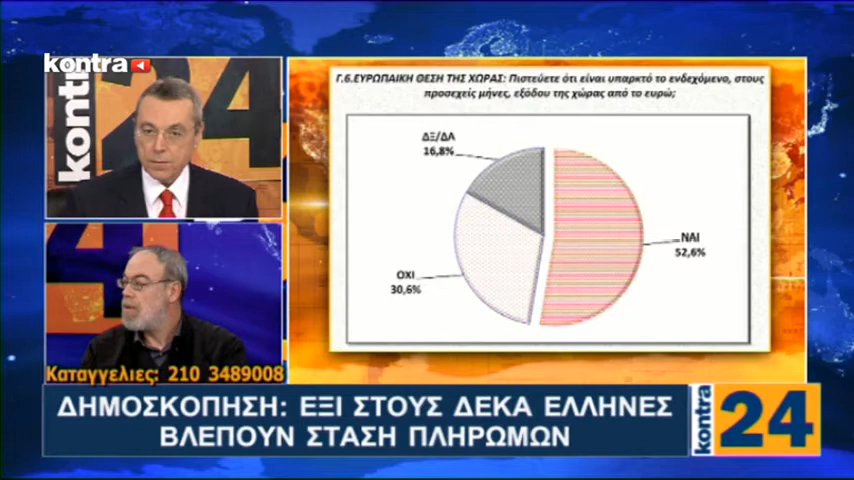 kontra
kontra
24
Γ.6.ΕΥΡΩΠΑΙΚΗ ΘΕΣΗ ΤΗΣ ΧΩΡΑΣ: Πιστεύετε ότι είναι υπαρκτό το ενδεχόμενο, στους
προσεχείς μήνες, εξόδου της χώρας από το ευρώ;
ΔΞ/ΔΑ
16,8%
ΝΑΙ
52,6%
ΟΧΙ
30,6%
Καταγγελιες: 210 3489008
ΔΗΜΟΣΚΟΠΗΣΗ: ΕΞΙ ΣΤΟΥΣ ΔΕΚΑ ΕΛΛΗΝΕΣ
ΒΛΕΠΟΥΝ ΣΤΑΣΗ ΠΛΗΡΩΜΩΝ
kontra
24